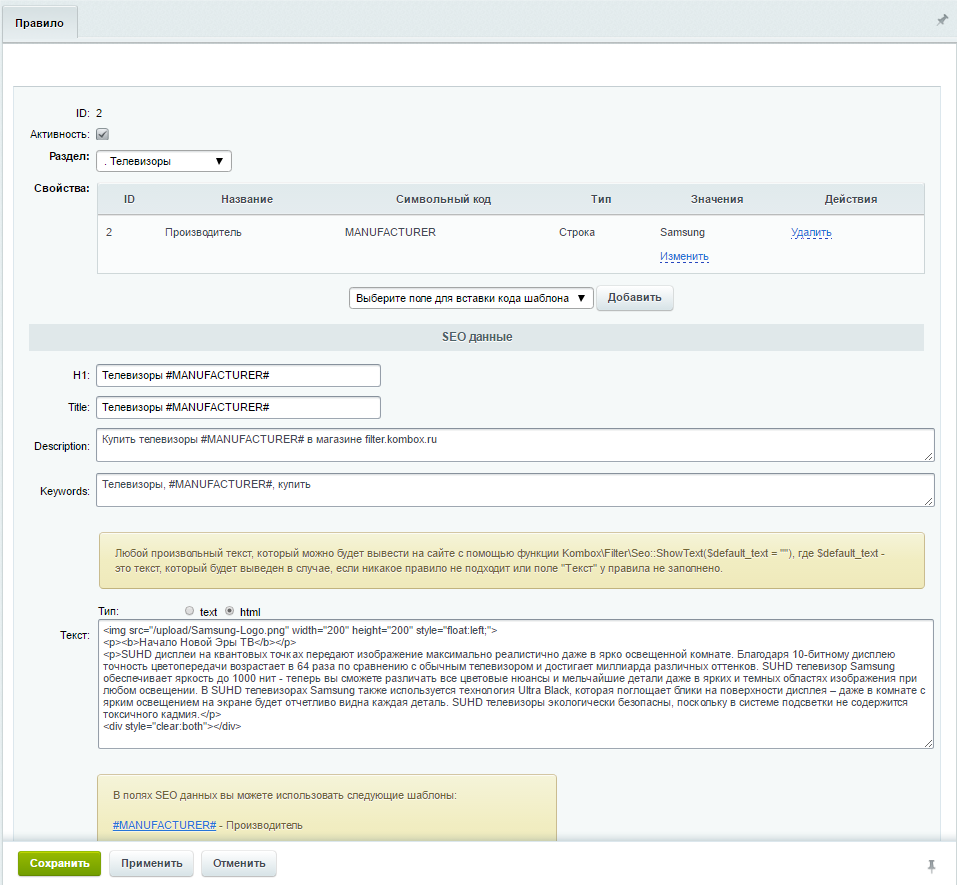 Правило
ID: 2
Активность:
Раздел: . Телевизоры
Свойства:
ID Название Символьный код Тип Значения Действия
2 Производитель MANUFACTURER Строка Samsung Удалить
Изменить
Выберите поле для вставки кода шаблона Добавить
SEO данные
H1: Телевизоры #MANUFACTURER#
Title: Телевизоры #MANUFACTURER#
Description: Купить телевизоры #MANUFACTURER# в магазине filter.kombox.ru
Keywords: Телевизоры, #MANUFACTURER#, купить
Любой произвольный текст, который можно будет вывести на сайте с помощью функции Kombox\Filter\Seo::ShowText($default_text = ""), где $default_text -
это текст, который будет выведен в случае, если никакое правило не подходит или поле "Текст" у правила не заполнено.
Тип: text html
Текст:
<img src="/upload/Samsung-Logo.png" width="200" height="200" style="float:left;">
<p><b>Начало Новой Эры ТВ</b></p>
<p>SUHD дисплеи на квантовых точках передают изображение максимально реалистично даже в ярко освещенной комнате. Благодаря 10-битному дисплею
точность цветопередачи возрастает в 64 раза по сравнению с обычным телевизором и достигает миллиарда различных оттенков. SUHD телевизор Samsung
обеспечивает яркость до 1000 нит - теперь вы сможете различать все цветовые нюансы и мельчайшие детали даже в ярких и темных областях изображения при
любом освещении. В SUHD телевизорах Samsung также используется технология Ultra Black, которая поглощает блики на поверхности дисплея – даже в комнате с
ярким освещением на экране будет отчетливо видна каждая деталь. SUHD телевизоры экологически безопасны, поскольку в системе подсветки не содержится
токсичного кадмия.</p>
<div style="clear:both"></div>
В полях SEO данных вы можете использовать следующие шаблоны:
#MANUFACTURER# - Производитель
Сохранить Применить Отменить